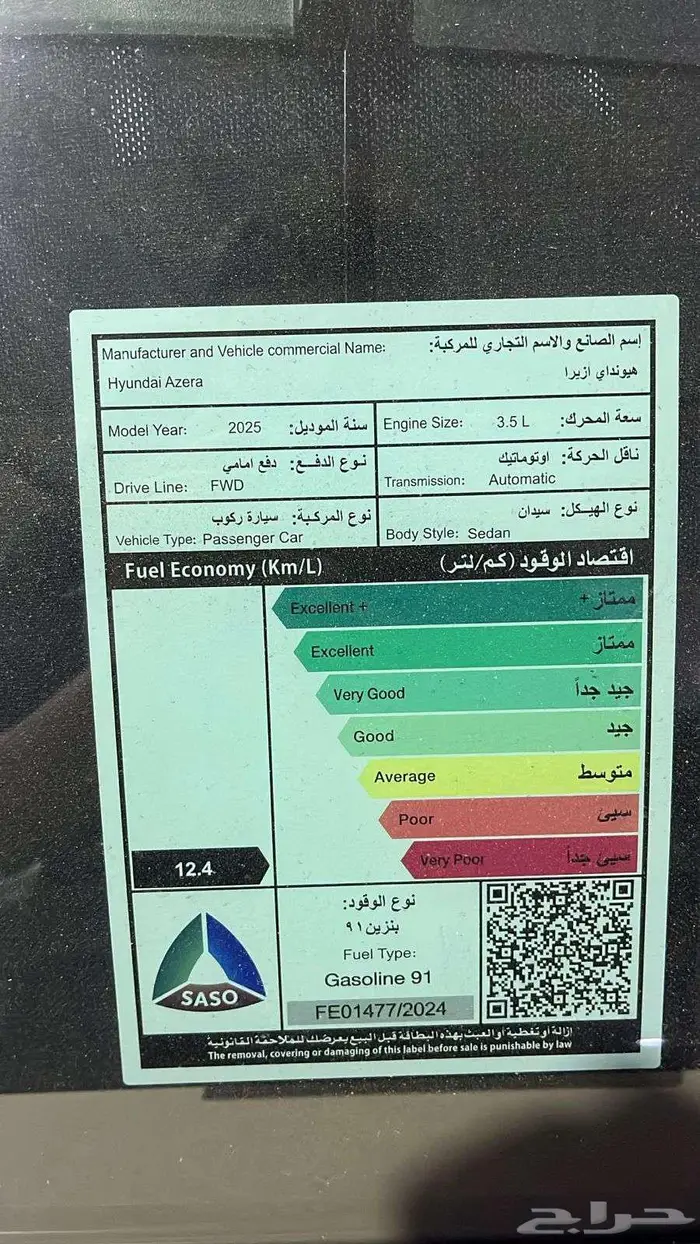 Manufacturer and Vehicle commercial Name: إسم الصانع والاسم التجاري للمركبة:
Hyundai Azera هيونداي أزيرا
Model Year: 2025 سنة الموديل:
Engine Size: 3.5 L سعة المحرك:
نوع الدفـــع: دفع امامي
Drive Line: FWD
ناقل الحركة: اوتوماتيك
Transmission: Automatic
نوع المركبة: سيارة ركوب
Vehicle Type: Passenger Car
نوع الهيـكل: سيدان
Body Style: Sedan
Fuel Economy (Km/L) اقتصاد الوقود (كم/لتر)
Excellent + ممتاز +
Excellent ممتاز
Very Good جيد جداً
Good جيد
Average متوسط
Poor سيئ
Very Poor سيئ جداً
12.4
SASO
نوع الوقود:
بنزين ٩١
Fuel Type:
Gasoline 91
FE01477/2024
إزالة أو تغطية أو العبث بهذه البطاقة قبل البيع يعرضك للملاحقة القانونية
The removal, covering or damaging of this label before sale is punishable by law
حراج